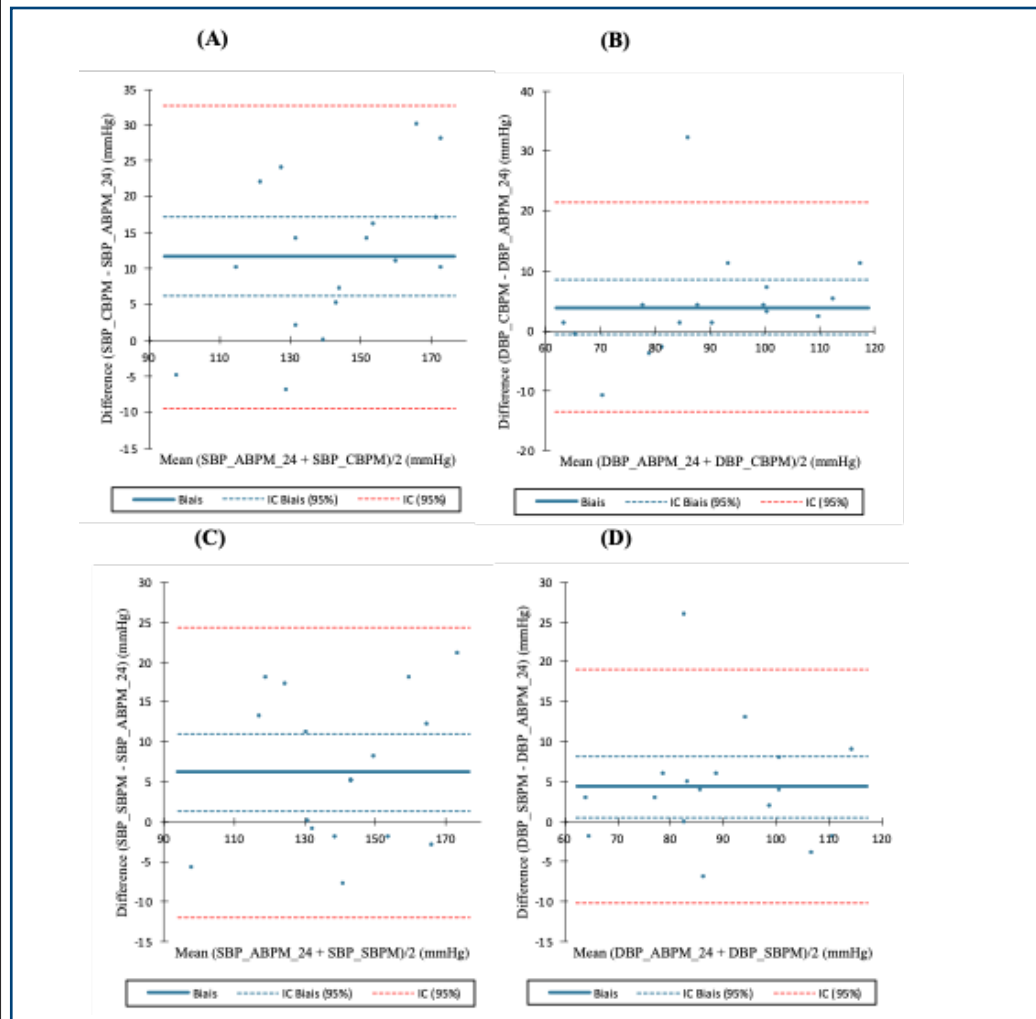 (A)
Difference (SBP_CBPM - SBP_ABPM_24) (mmHg)
35
30
25
20
15
10
5
0
-5
-10
-15
90 110 130 150 170
Mean (SBP_ABPM_24 + SBP_CBPM)/2 (mmHg)
Biais IC Biais (95%) IC (95%)
(B)
Difference (DBP_CBPM - DBP_ABPM_24) (mmHg)
40
30
20
10
0
-10
-20
60 70 80 90 100 110 120
Mean (DBP_ABPM_24 + DBP_CBPM)/2 (mmHg)
Biais IC Biais (95%) IC (95%)
(C)
Difference (SBP_SBPM - SBP_ABPM_24) (mmHg)
30
25
20
15
10
5
0
-5
-10
-15
90 110 130 150 170
Mean (SBP_ABPM_24 + SBP_SBPM)/2 (mmHg)
Biais IC Biais (95%) IC (95%)
(D)
Difference (DBP_SBPM - DBP_ABPM_24) (mmHg)
30
25
20
15
10
5
0
-5
-10
-15
60 70 80 90 100 110 120
Mean (DBP_ABPM_24 + DBP_SBPM)/2 (mmHg)
Biais IC Biais (95%) IC (95%)